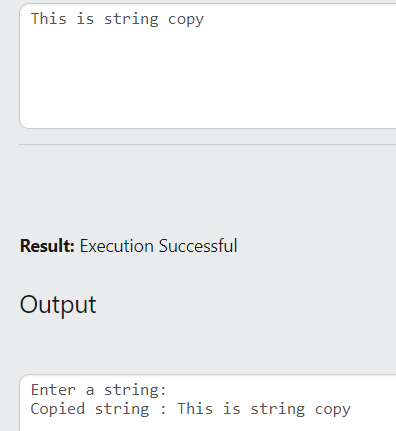 This is string copy
Result: Execution Successful
Output
Enter a string:
Copied string : This is string copy